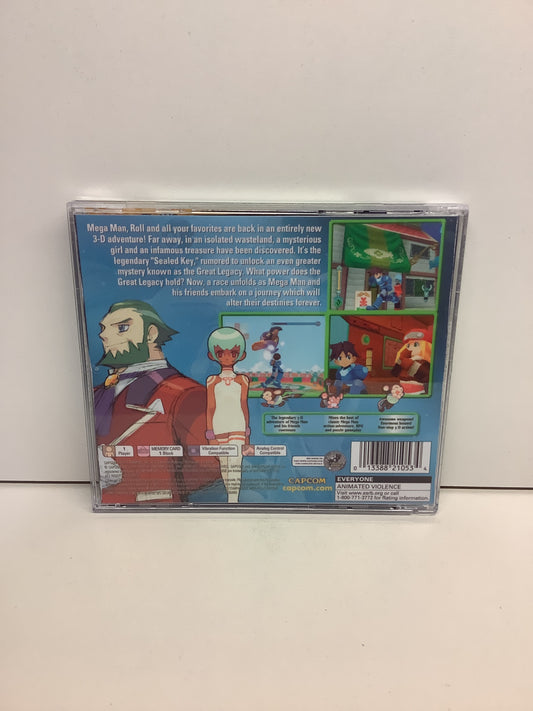 Mega Man, Roll and all your favorites are back in an entirely new
3-D adventure! Far away, in an isolated wasteland, a mysterious
girl and an infamous treasure have been discovered. It's the
legendary "Sealed Key," rumored to unlock an even greater
mystery known as the Great Legacy. What power does the
Great Legacy hold? Now, a race unfolds as Mega Man and
his friends embark on a journey which will
alter their destinies forever.
The legendary 3-D
adventure of Mega Man
and his friends
continues
Mixes the best of
classic Mega Man
action-adventure, RPG
and puzzle gameplay
Awesome weapons!
Enormous bosses!
Non-stop 3-D action!
1
Player
MEMORY CARD
1 Block
Vibration Function
Compatible
Analog Control
Compatible
CAPCOM
capcom.com
0 13388 21053 4
EVERYONE
ANIMATED VIOLENCE
Visit www.esrb.org or call
1-800-771-3772 for Rating information.